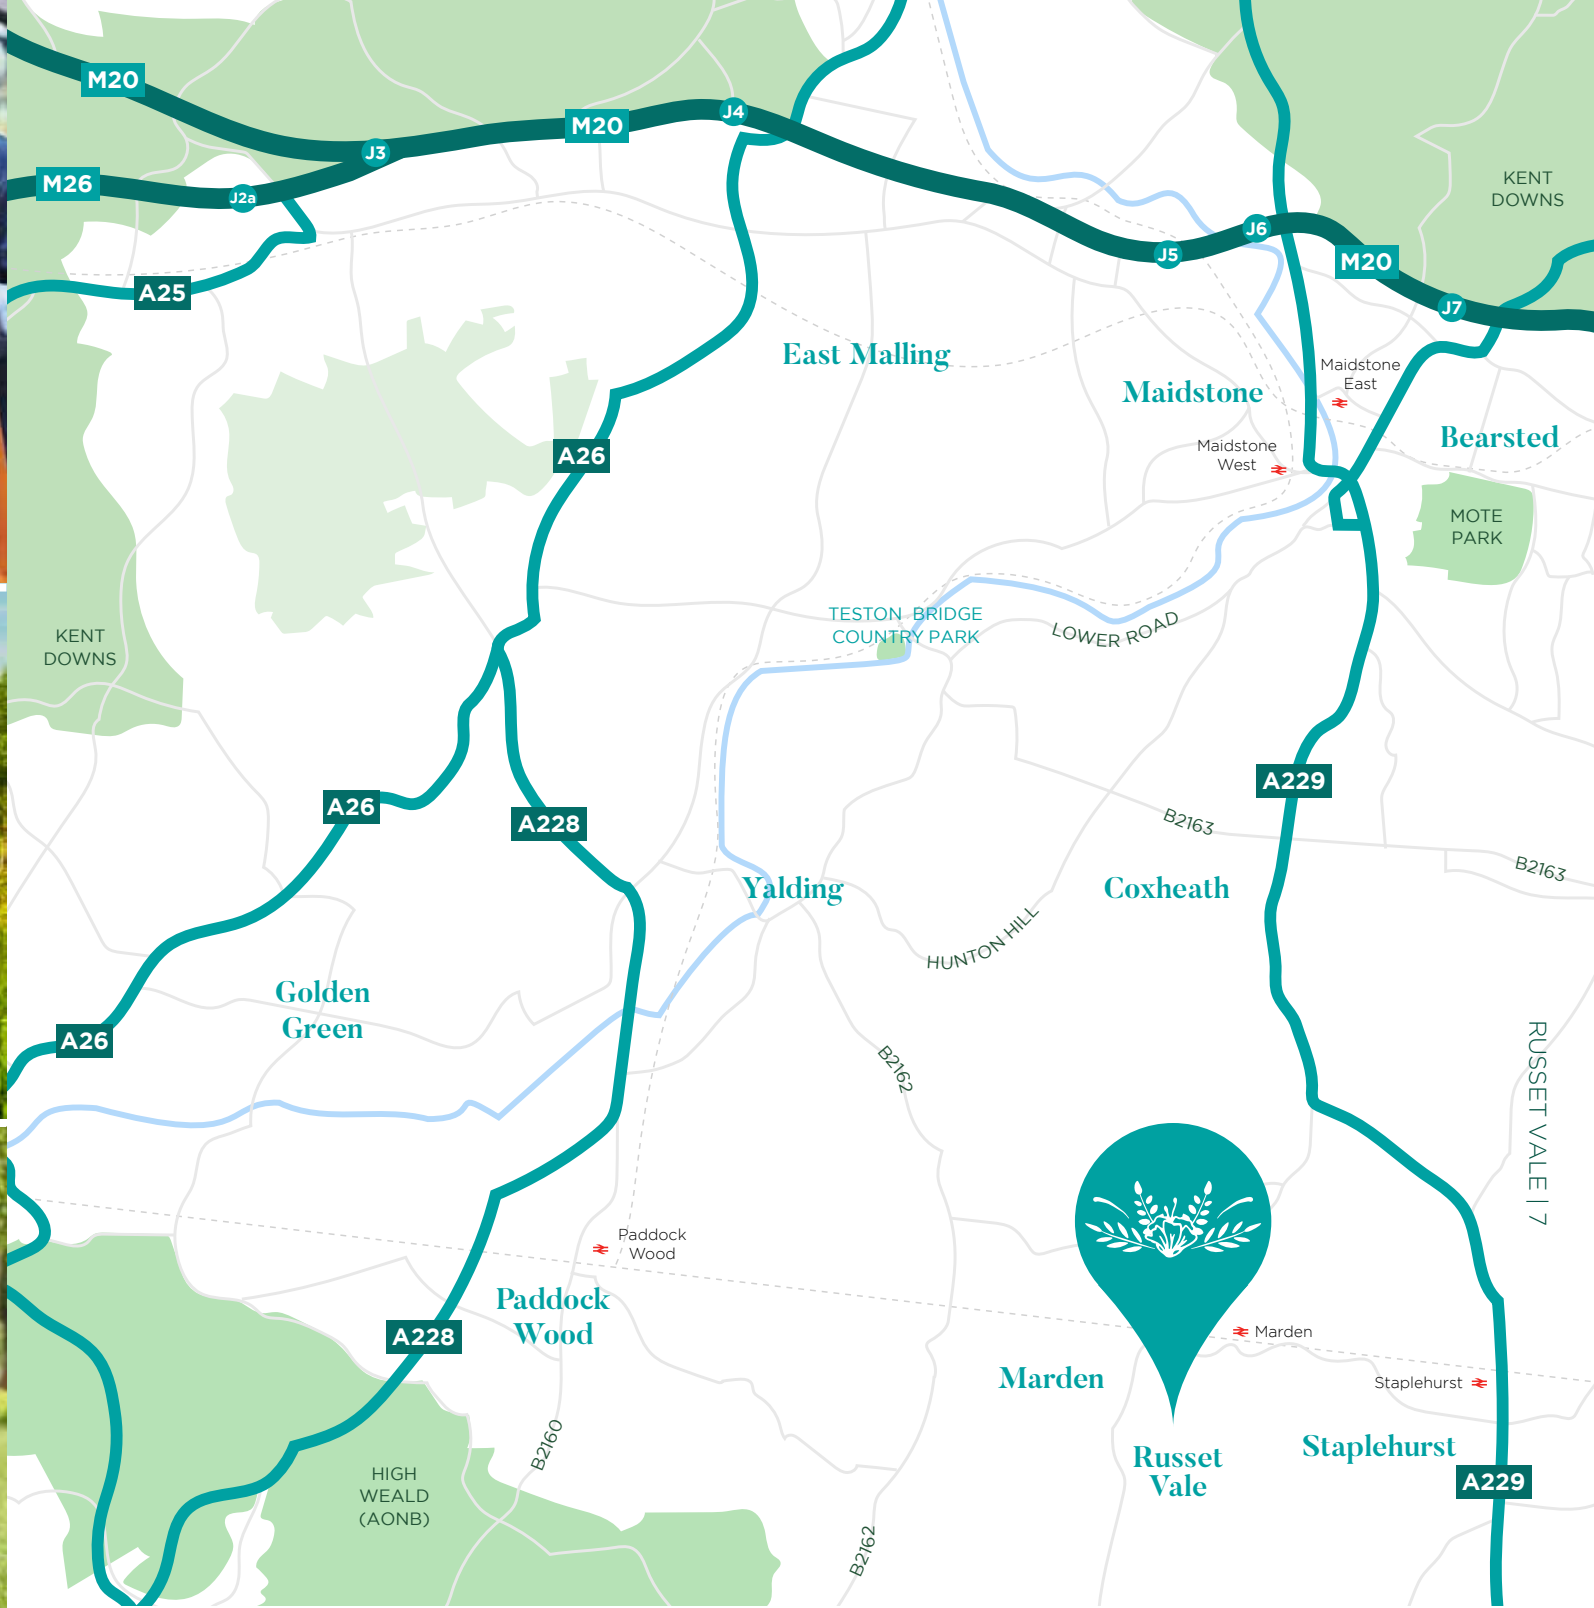 M20
M20
J4
J3
M26
J2a
KENT
DOWNS
J6
J5
M20
A25
J7
East Malling
Maidstone
East
Maidstone
Bearsted
Maidstone
West
A26
MOTE
PARK
TESTON BRIDGE
COUNTRY PARK
LOWER ROAD
KENT
DOWNS
A229
A26
A228
B2163
B2163
Yalding
Coxheath
HUNTON HILL
Golden
Green
A26
B2162
RUSSET VALE | 7
Paddock
Wood
Paddock
Wood
A228
Marden
Marden
Staplehurst
Staplehurst
B2160
Russet
Vale
HIGH
WEALD
(AONB)
A229
B2162